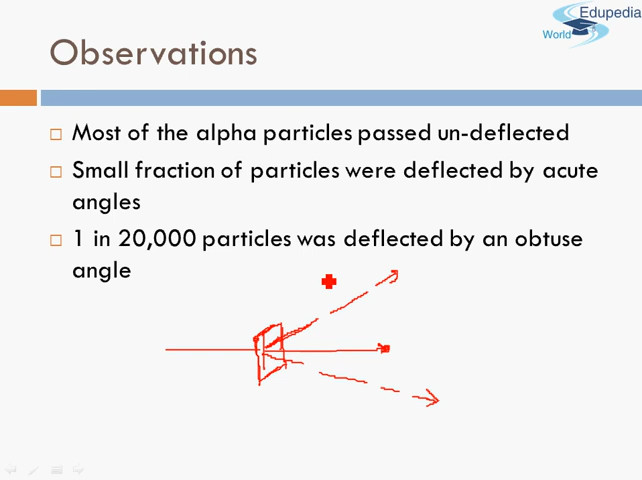 Edupedia
World
Observations
Most of the alpha particles passed un-deflected
Small fraction of particles were deflected by acute
angles
1 in 20,000 particles was deflected by an obtuse
angle